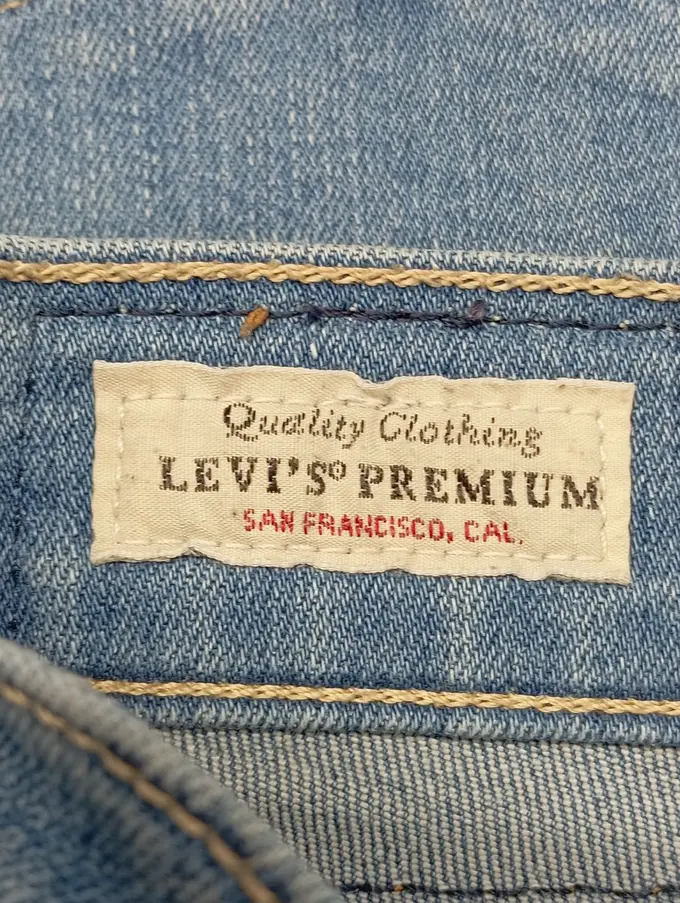 Quality Clothing
LEVI'S® PREMIUM
SAN FRANCISCO, CAL.